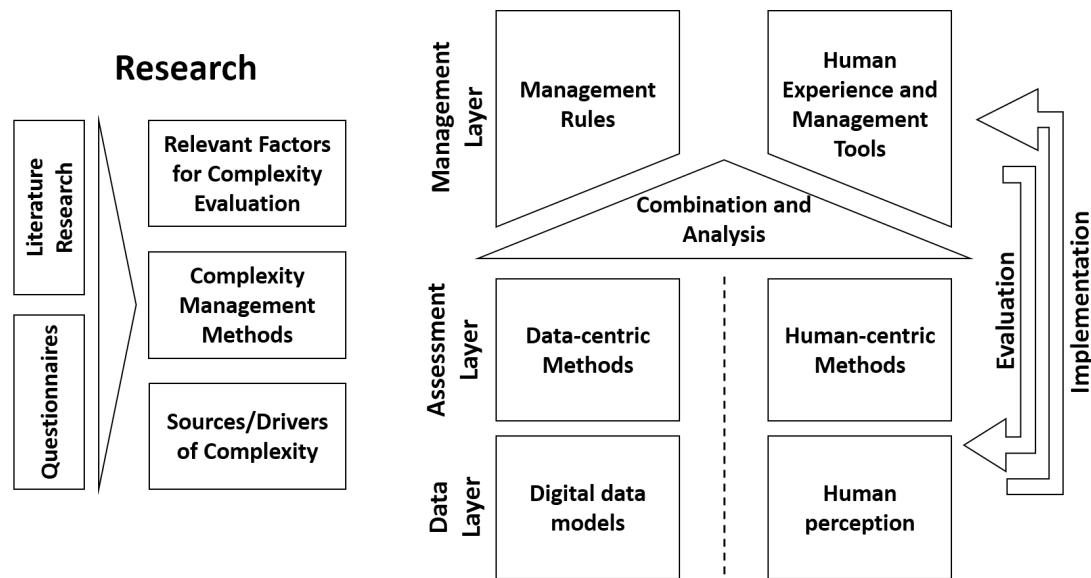 Research
Literature
Research
Questionnaires
Relevant Factors
for Complexity
Evaluation
Complexity
Management
Methods
Sources/Drivers
of Complexity
Management
Layer
Management
Rules
Human
Experience and
Management
Tools
Combination and
Analysis
Assessment
Layer
Data-centric
Methods
Human-centric
Methods
Data
Layer
Digital data
models
Human
perception
Evaluation
Implementation